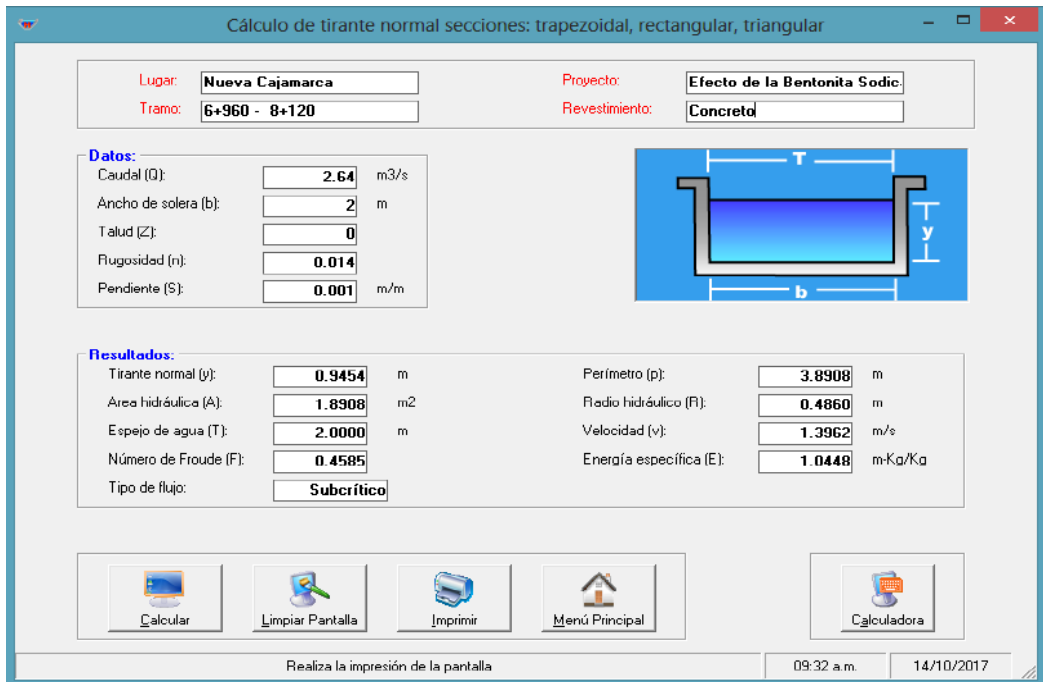 Cálculo de tirante normal secciones: trapezoidal, rectangular, triangular
Lugar: Nueva Cajamarca Proyecto: Efecto de la Bentonita Sodic
Tramo: 6+960 - 8+120 Revestimiento: Concreto
Datos:
Caudal (Q): 2.64 m3/s
Ancho de solera (b): 2 m
Talud (Z): 0
Rugosidad (n): 0.014
Pendiente (S): 0.001 m/m
T
y
b
Resultados:
Tirante normal (y): 0.9454 m Perímetro (p): 3.8908 m
Area hidráulica (A): 1.8908 m2 Radio hidráulico (R): 0.4860 m
Espejo de agua (T): 2.0000 m Velocidad (v): 1.3962 m/s
Número de Froude (F): 0.4585 Energía específica (E): 1.0448 m-Kg/Kg
Tipo de flujo: Subcrítico
Calcular Limpiar Pantalla Imprimir Menú Principal Calculadora
Realiza la impresión de la pantalla 09:32 a.m. 14/10/2017